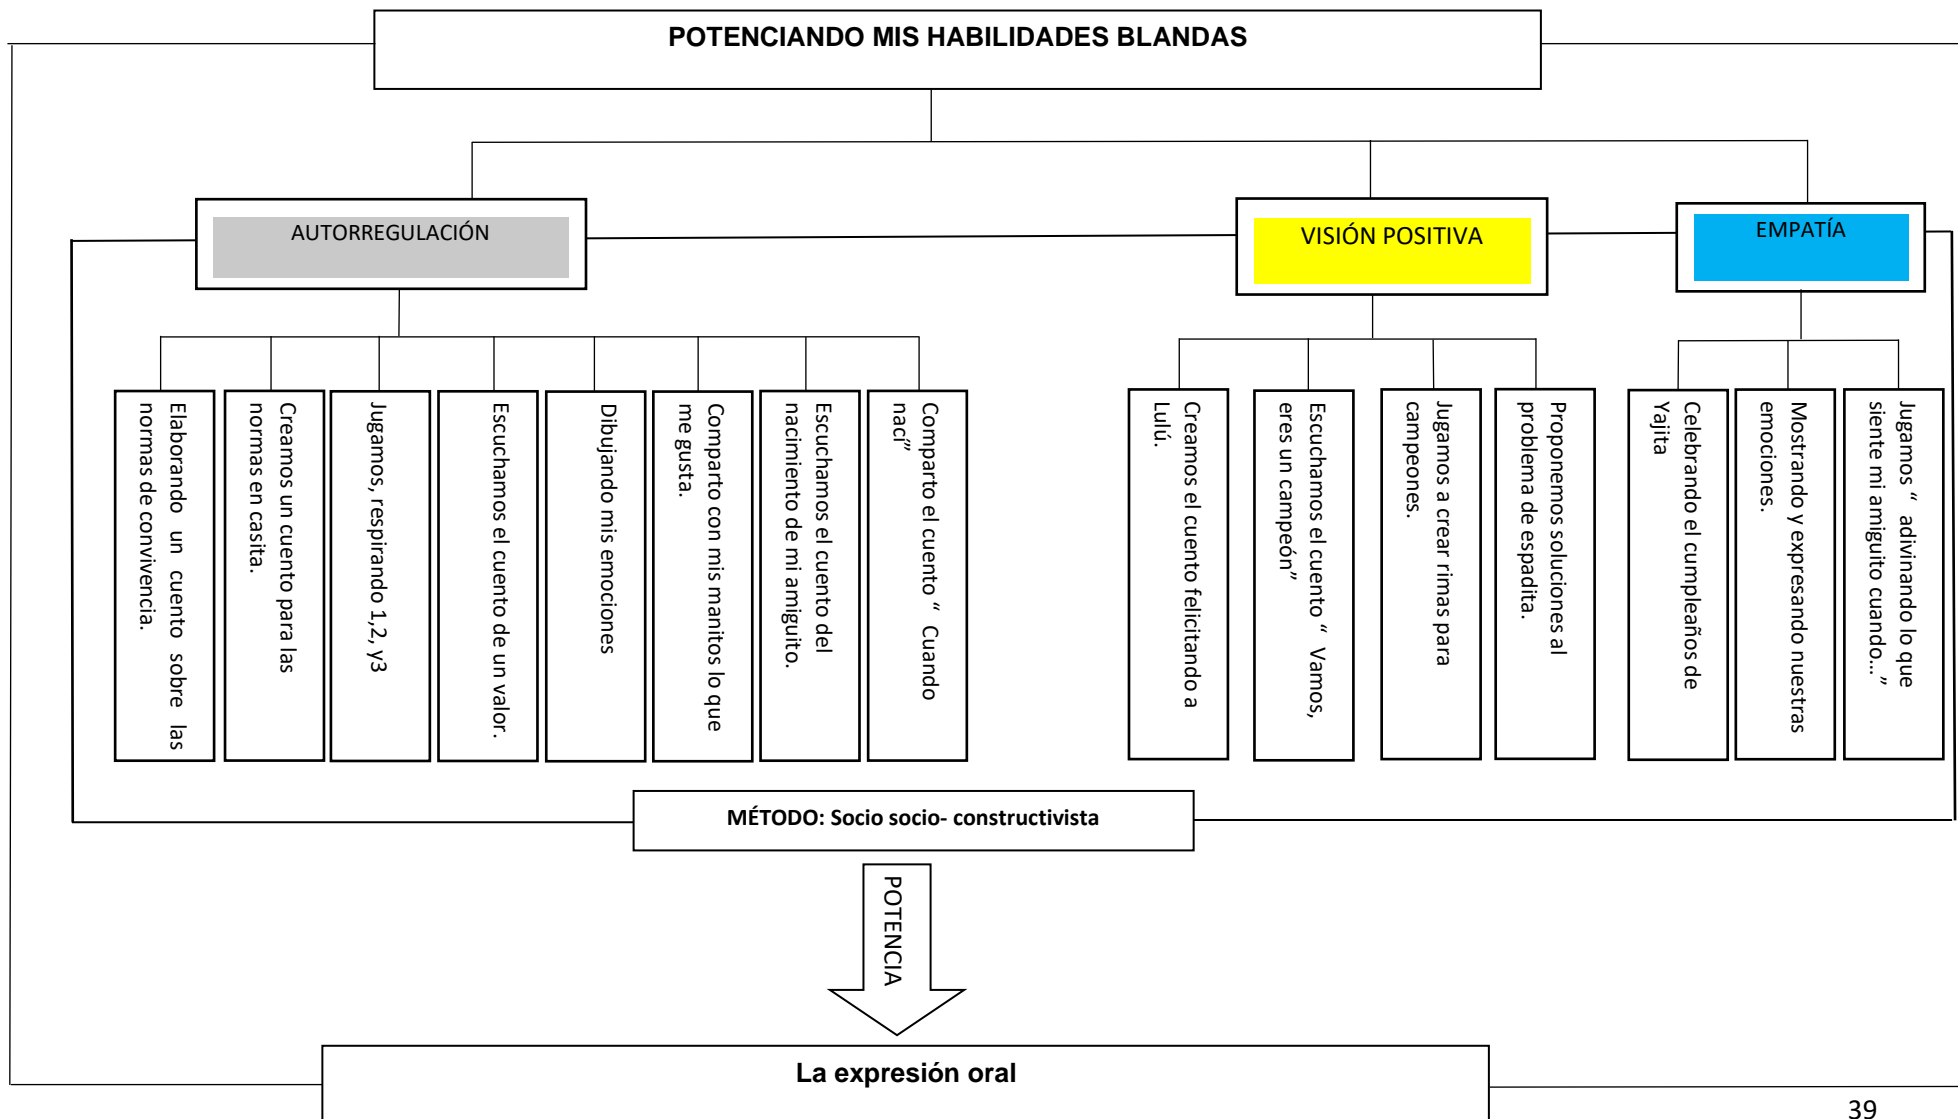 POTENCIANDO MIS HABILIDADES BLANDAS
AUTORREGULACIÓN
VISIÓN POSITIVA
EMPATÍA
Elaborando un cuento sobre las
normas de convivencia.
Creamos un cuento para las
normas en casita.
Jugamos, respirando 1,2, y3
Escuchamos el cuento de un valor.
Dibujando mis emociones
Comparto con mis manitos lo que
me gusta.
Escuchamos el cuento del
nacimiento de mi amiguito.
Comparto el cuento “ Cuando
nací”
Creamos el cuento felicitando a
Lulú.
Escuchamos el cuento “ Vamos,
eres un campeón”
Jugamos a crear rimas para
campeones.
Proponemos soluciones al
problema de espadita.
Celebrando el cumpleaños de
Yajita
Mostrando y expresando nuestras
emociones.
Jugamos “ adivinando lo que
siente mi amiguito cuando…”
MÉTODO: Socio socio- constructivista
POTENCIA
La expresión oral
39